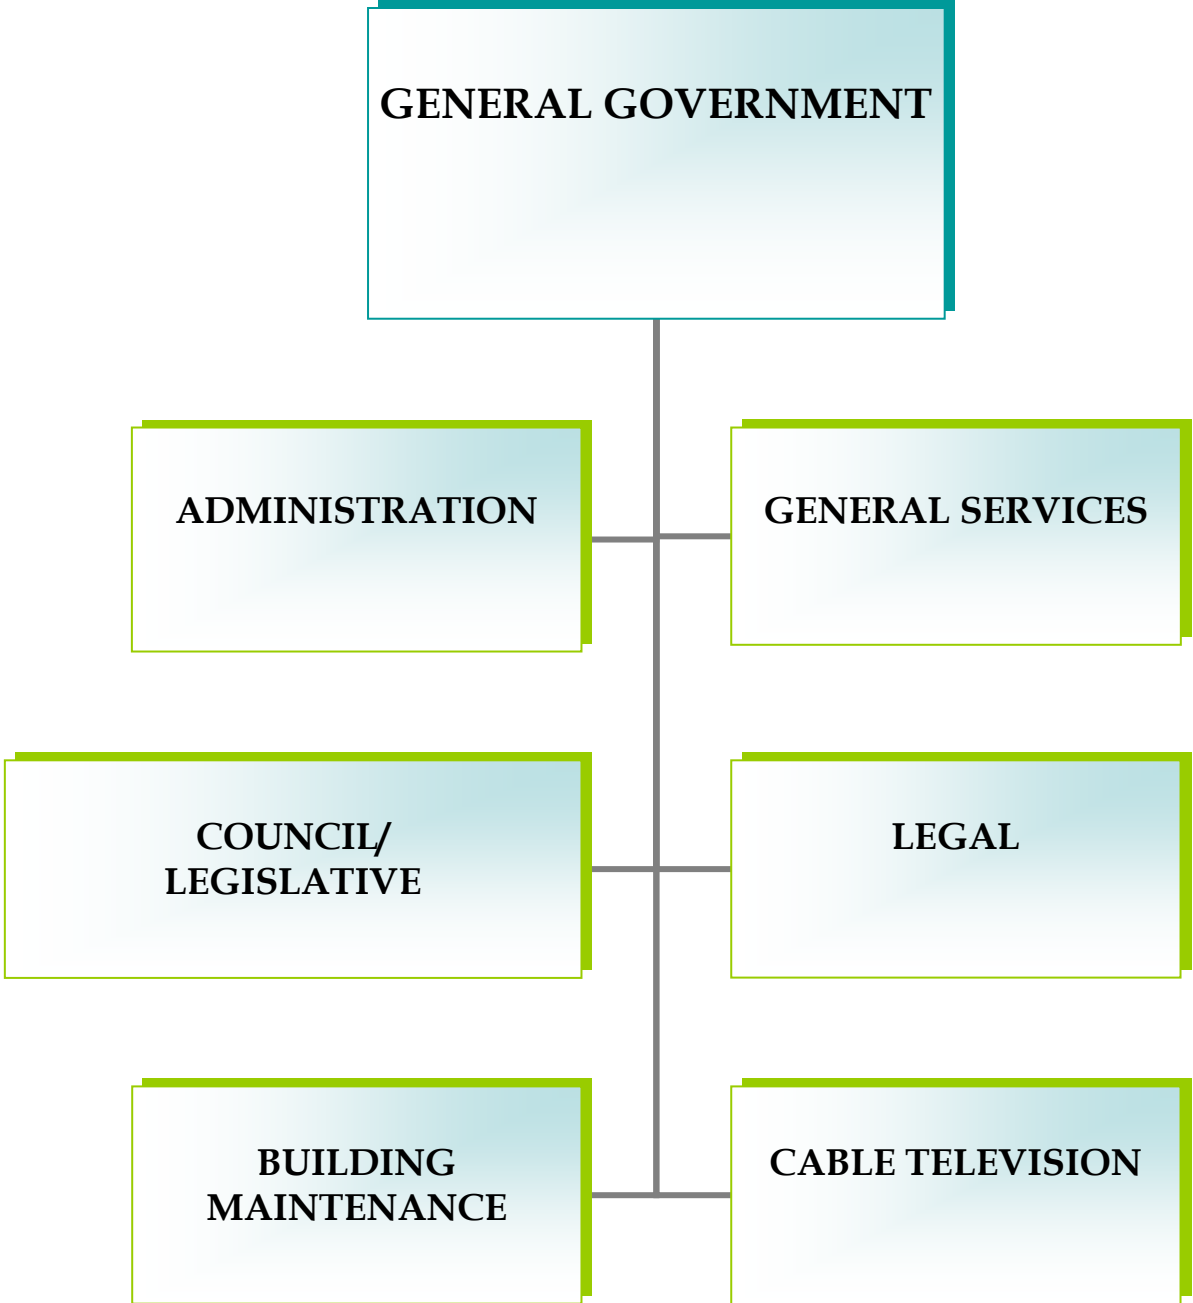 GENERAL GOVERNMENT
ADMINISTRATION
GENERAL SERVICES
COUNCIL/
LEGISLATIVE
LEGAL
BUILDING
MAINTENANCE
CABLE TELEVISION